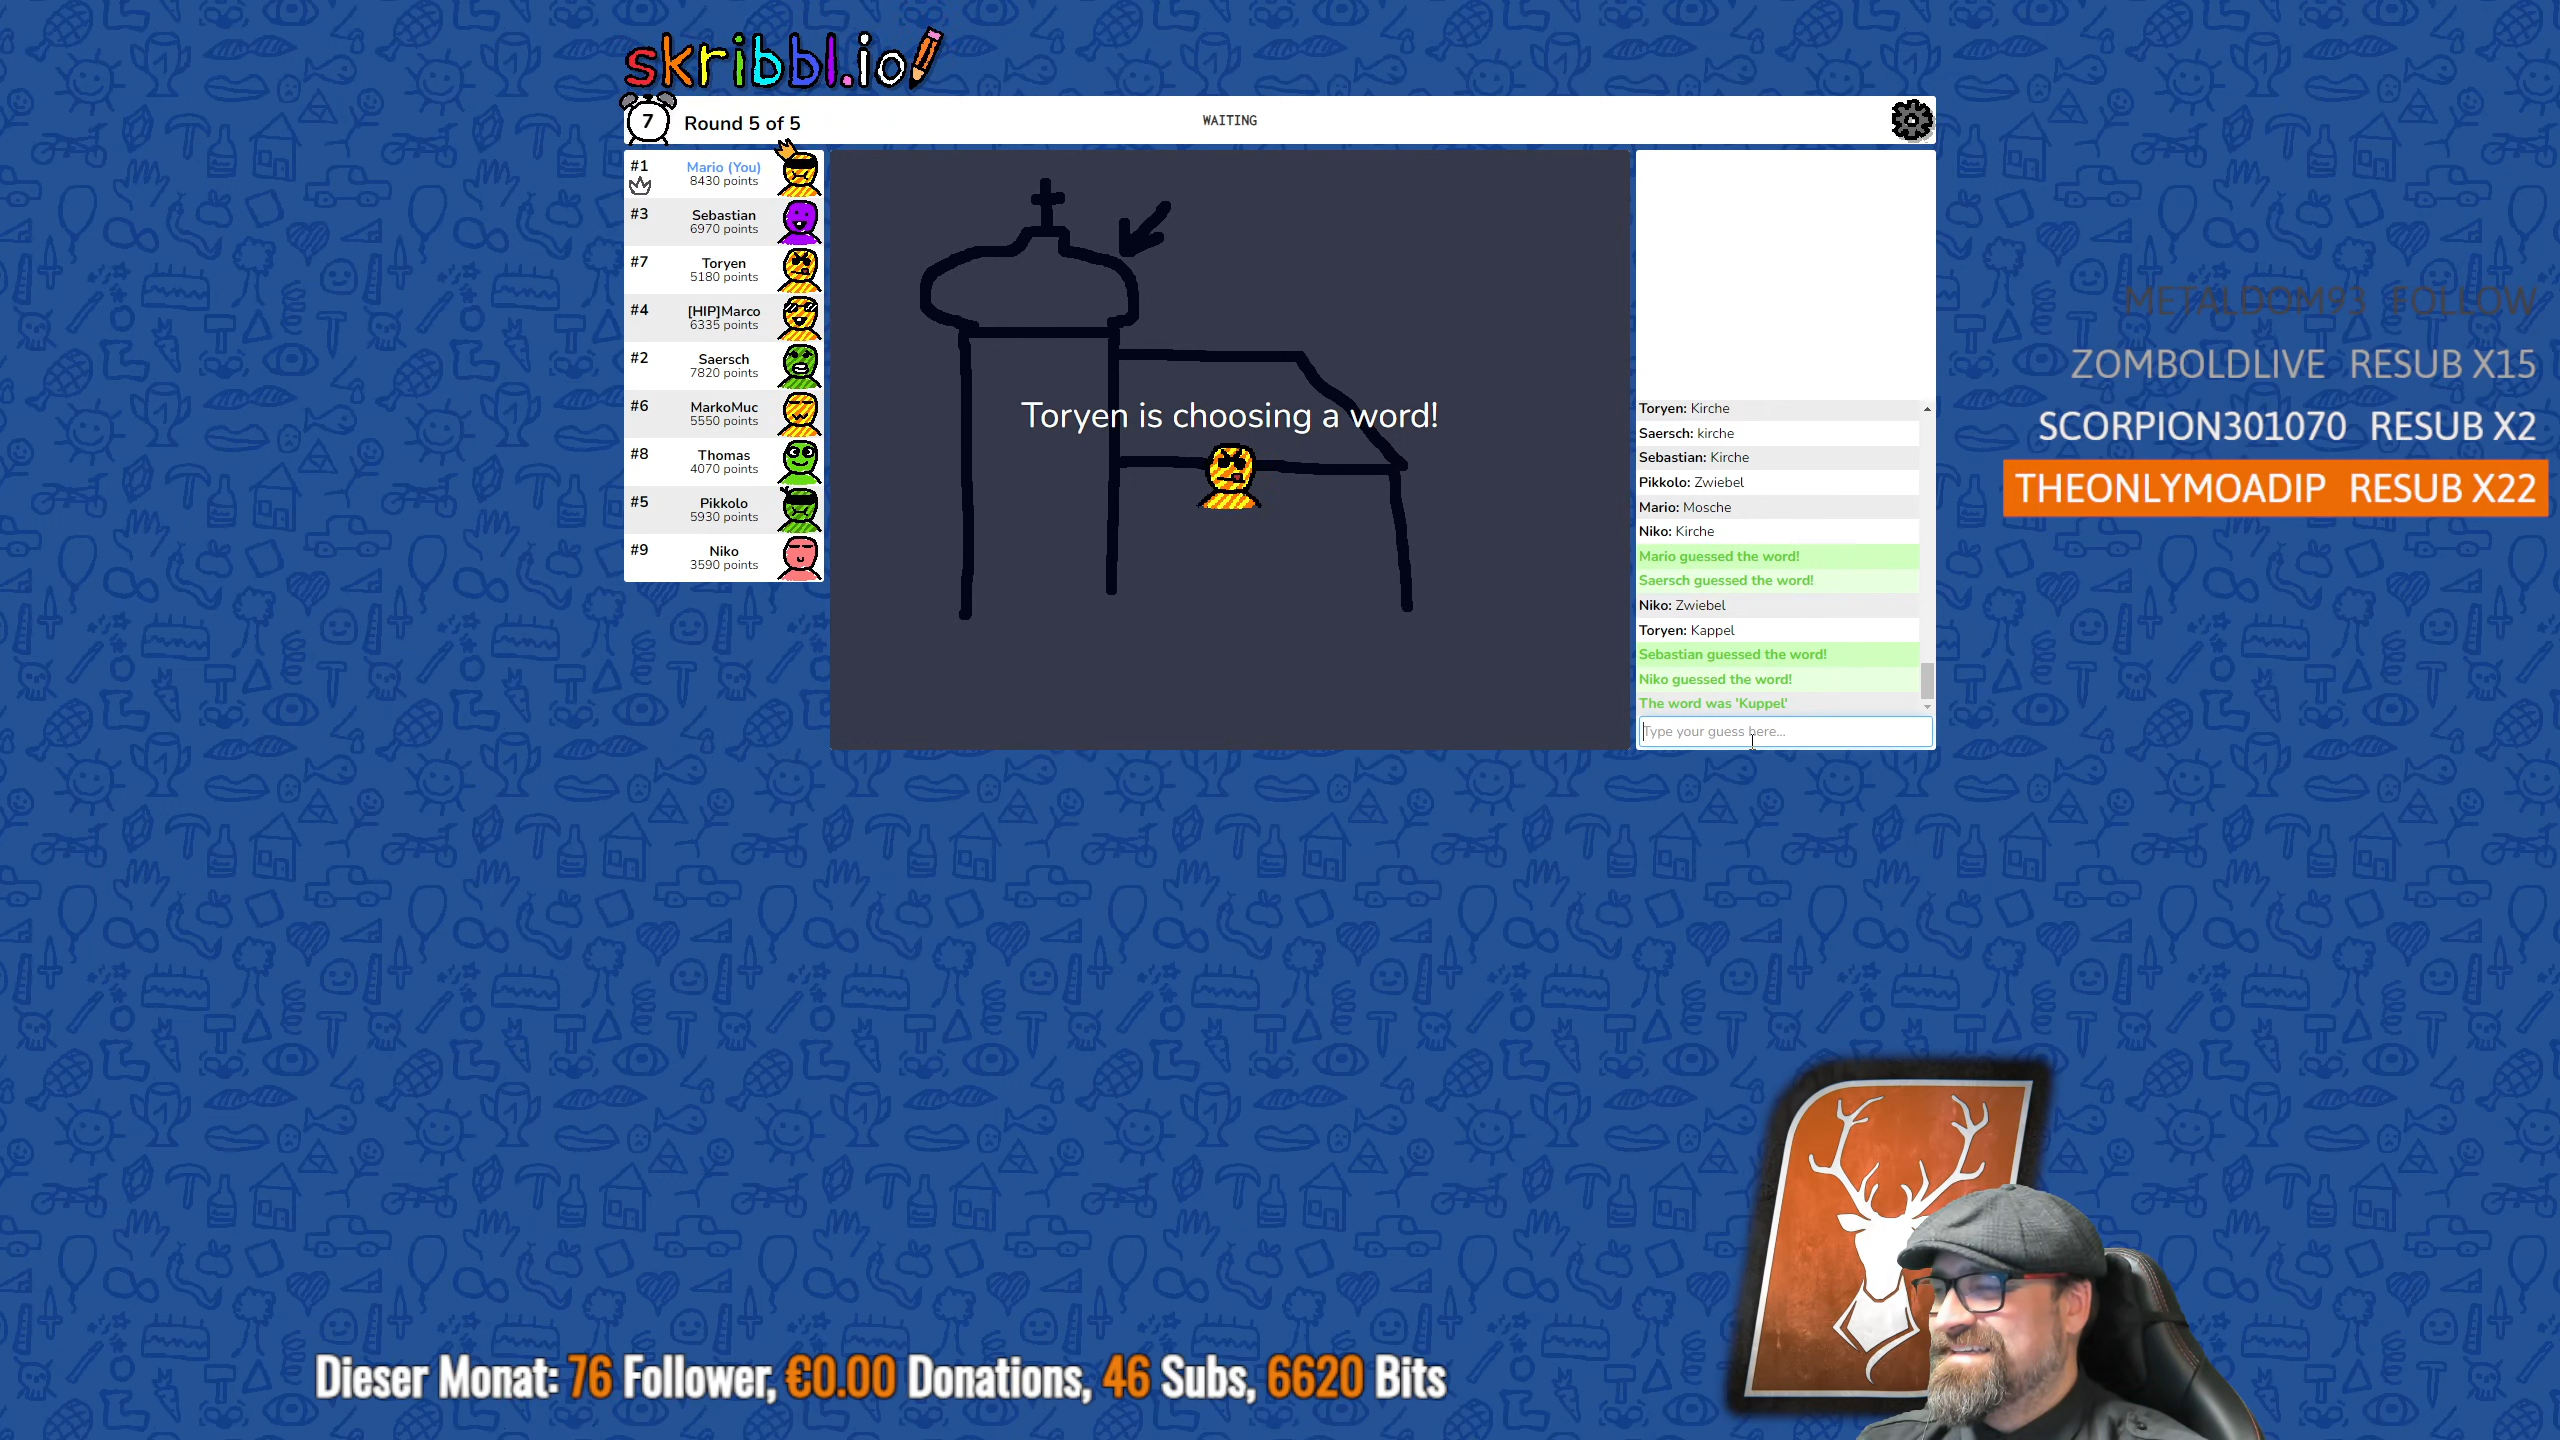 skribbl.io
7
Round 5 of 5
WAITING
#1
Mario (You)
8430 points
#3
Sebastian
6970 points
#7
Toryen
5180 points
#4
[HIP]Marco
6335 points
#2
Saersch
7820 points
#6
MarkoMuc
5550 points
#8
Thomas
4070 points
#5
Pikkolo
5930 points
#9
Niko
3590 points
Toryen is choosing a word!
Toryen: Kirche
Saersch: kirche
Sebastian: Kirche
Pikkolo: Zwiebel
Mario: Mosche
Niko: Kirche
Mario guessed the word!
Saersch guessed the word!
Niko: Zwiebel
Toryen: Kappel
Sebastian guessed the word!
Niko guessed the word!
The word was 'Kuppel'
Type your guess here...
METALDOM93 FOLLOW
ZOMBOLDLIVE RESUB X15
SCORPION301070 RESUB X2
THEONLYMOADIP RESUB X22
Dieser Monat: 76 Follower, €0.00 Donations, 46 Subs, 6620 Bits